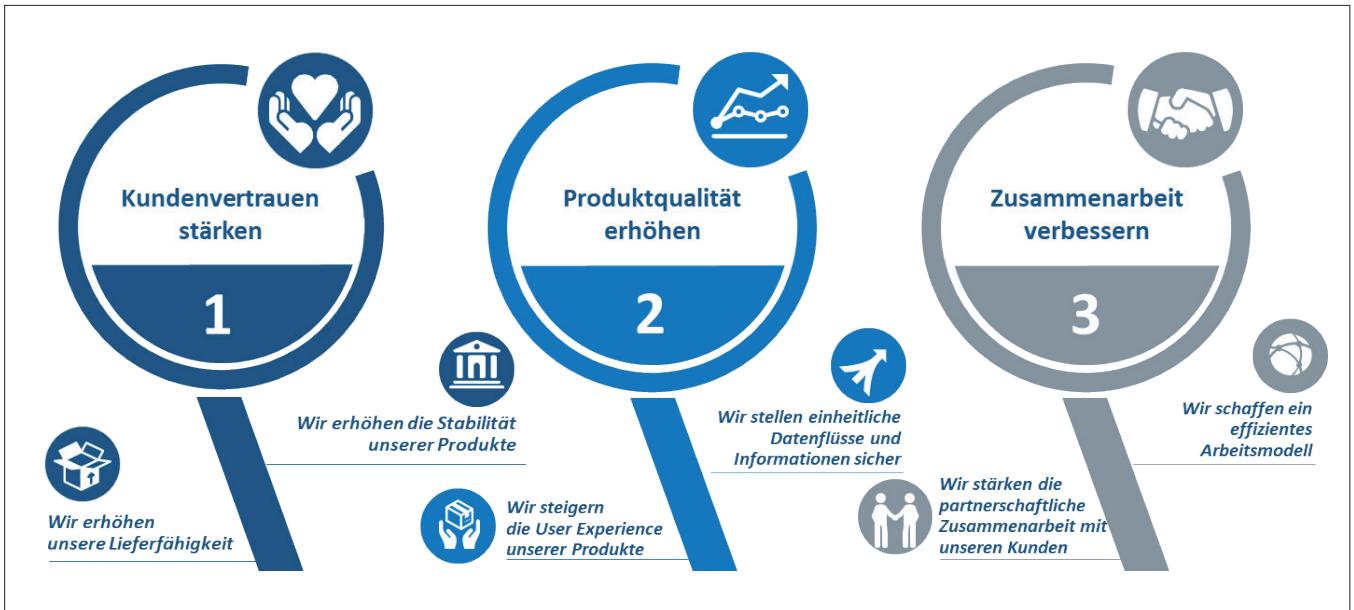 Kundenvertrauen
stärken
1
Wir erhöhen die Stabilität
unserer Produkte
Wir erhöhen
unsere Lieferfähigkeit
Produktqualität
erhöhen
2
Wir stellen einheitliche
Datenflüsse und
Informationen sicher
Wir steigern
die User Experience
unserer Produkte
Zusammenarbeit
verbessern
3
Wir schaffen ein
effizientes
Arbeitsmodell
Wir stärken die
partnerschaftliche
Zusammenarbeit mit
unseren Kunden